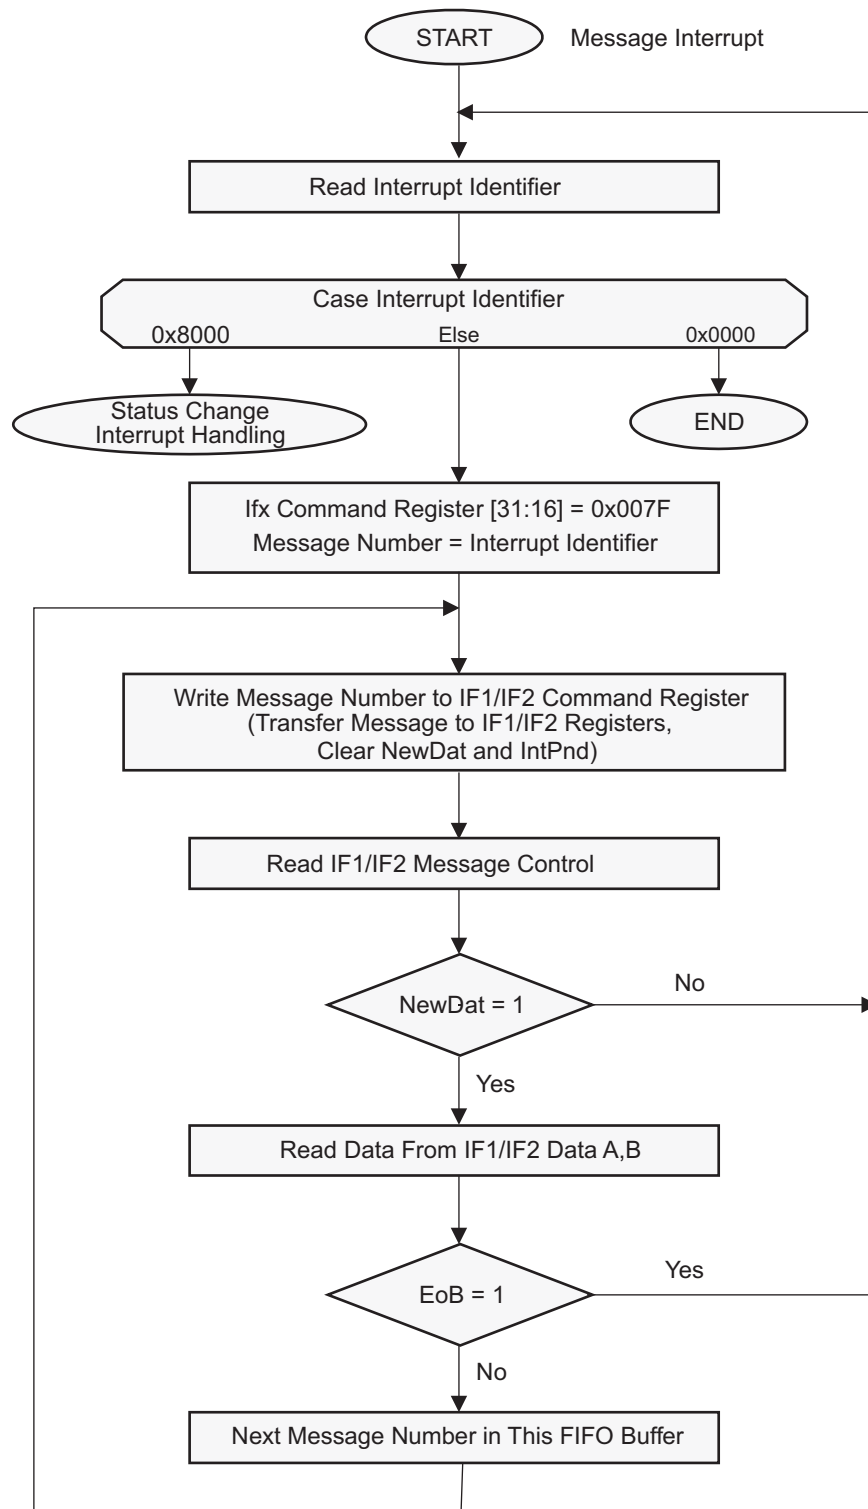 START
Message Interrupt
Read Interrupt Identifier
Case Interrupt Identifier
0x8000
Else
0x0000
Status Change
Interrupt Handling
END
Ifx Command Register [31:16] = 0x007F
Message Number = Interrupt Identifier
Write Message Number to IF1/IF2 Command Register
(Transfer Message to IF1/IF2 Registers,
Clear NewDat and IntPnd)
Read IF1/IF2 Message Control
NewDat = 1
No
Yes
Read Data From IF1/IF2 Data A,B
EoB = 1
Yes
No
Next Message Number in This FIFO Buffer